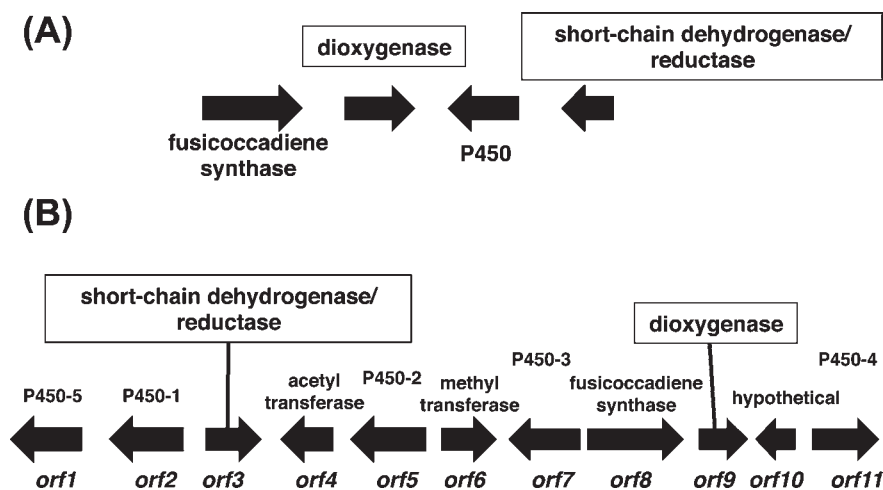 (A)
dioxygenase
short-chain dehydrogenase/
reductase
fusicoccadiene
synthase
P450
(B)
short-chain dehydrogenase/
reductase
dioxygenase
P450-5
P450-1
acetyl
transferase
P450-2
methyl
transferase
P450-3
fusicoccadiene
synthase
hypothetical
P450-4
orf1 orf2 orf3 orf4 orf5 orf6 orf7 orf8 orf9 orf10 orf11